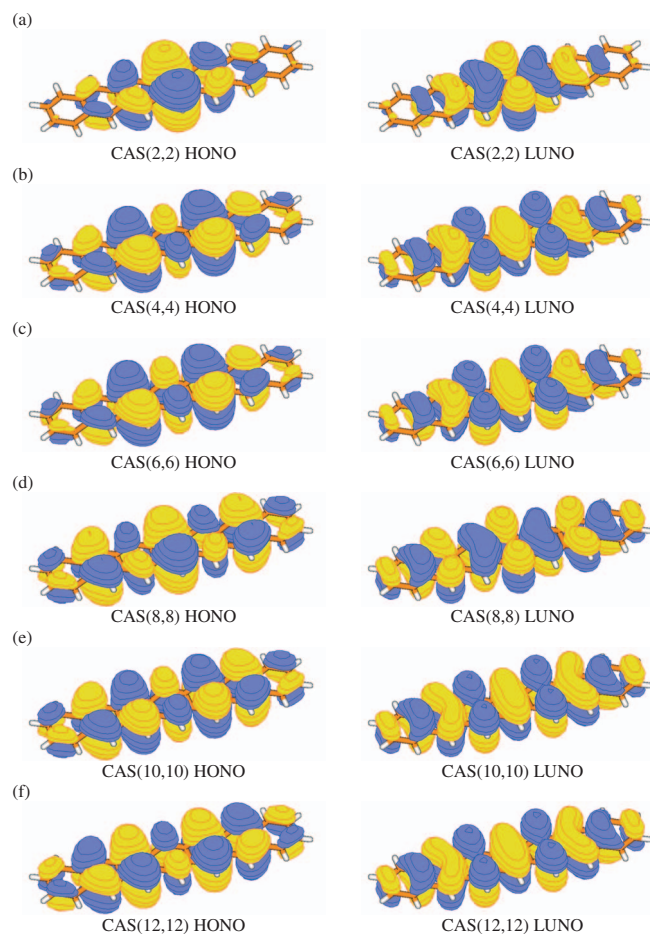 (a)
CAS(2,2) HONO CAS(2,2) LUNO
(b)
CAS(4,4) HONO CAS(4,4) LUNO
(c)
CAS(6,6) HONO CAS(6,6) LUNO
(d)
CAS(8,8) HONO CAS(8,8) LUNO
(e)
CAS(10,10) HONO CAS(10,10) LUNO
(f)
CAS(12,12) HONO CAS(12,12) LUNO